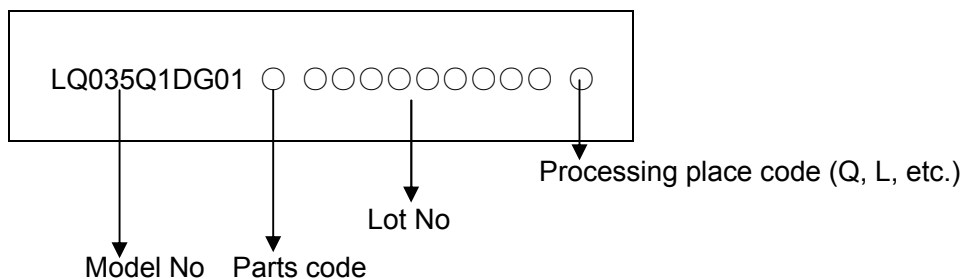 LQ035Q1DG01 ○ ○○○○○○○○○ ○
Processing place code (Q, L, etc.)
Lot No
Model No Parts code